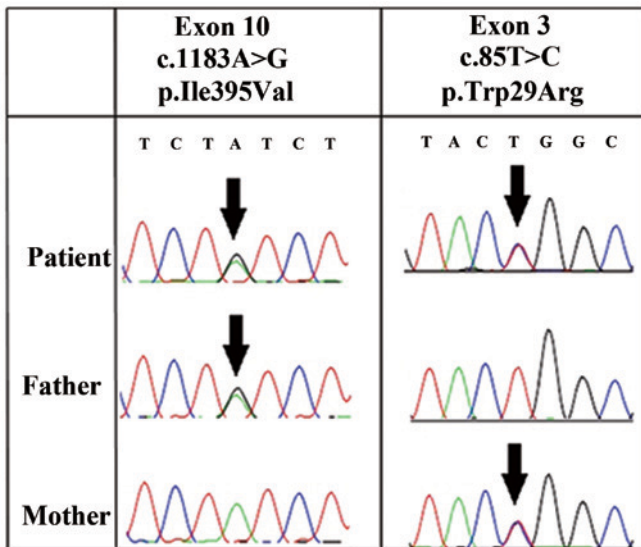 Exon 10
c.1183A>G
p.Ile395Val
Exon 3
c.85T>C
p.Trp29Arg
T C T A T C T
T A C T G G C
Patient
Father
Mother